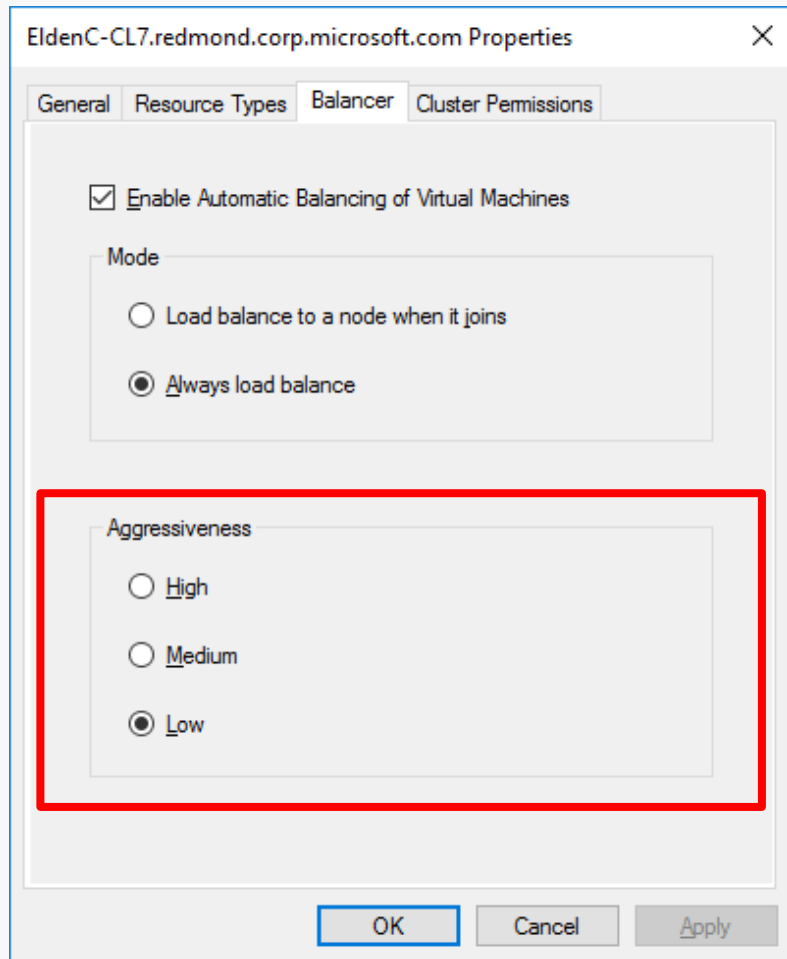 EldenC-CL7.redmond.corp.microsoft.com Properties
General Resource Types Balancer Cluster Permissions
Enable Automatic Balancing of Virtual Machines
Mode
Load balance to a node when it joins
Always load balance
Aggressiveness
High
Medium
Low
OK Cancel Apply